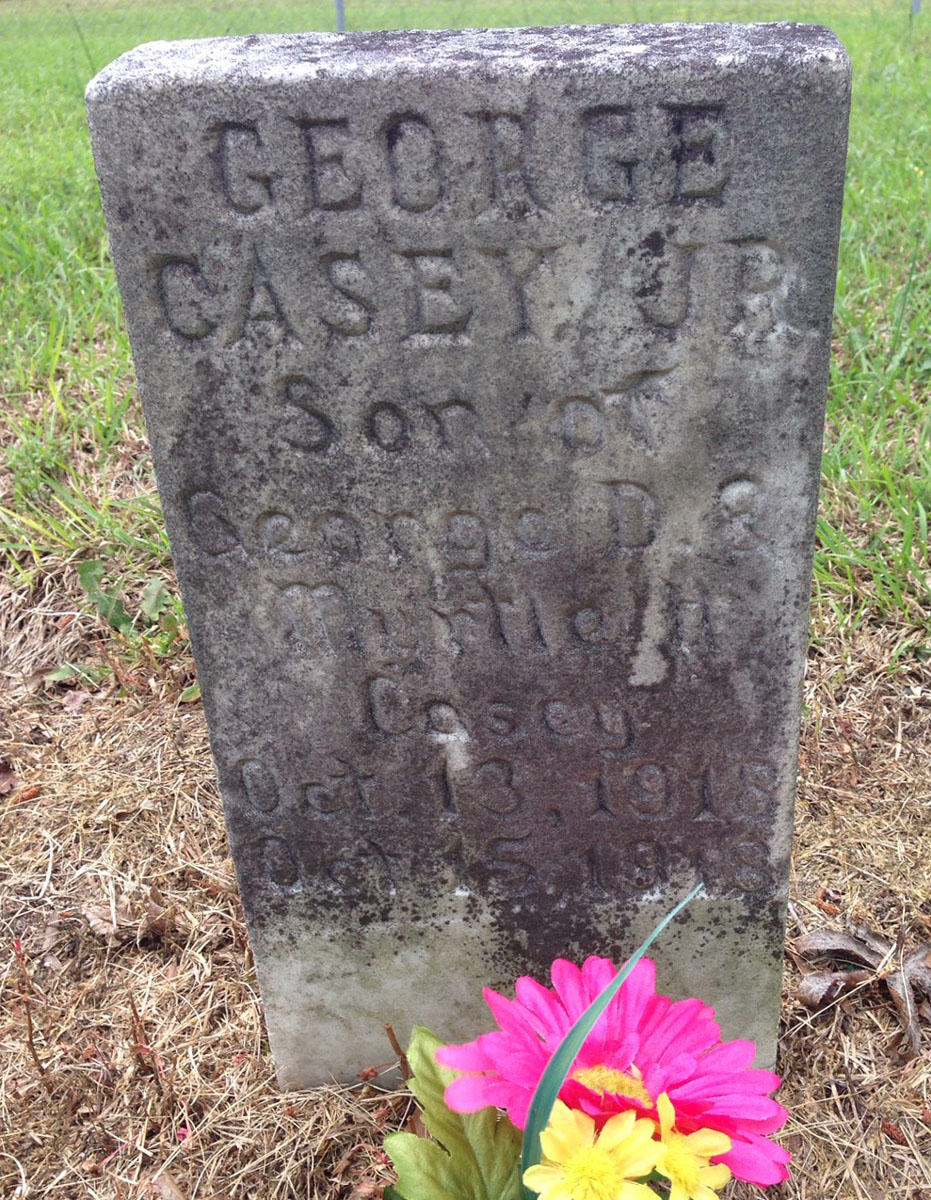 GEORGE
CASEY JR
Son of
George D. &
Myrtle N.
Casey
Oct. 13, 1918
Oct 15, 1918